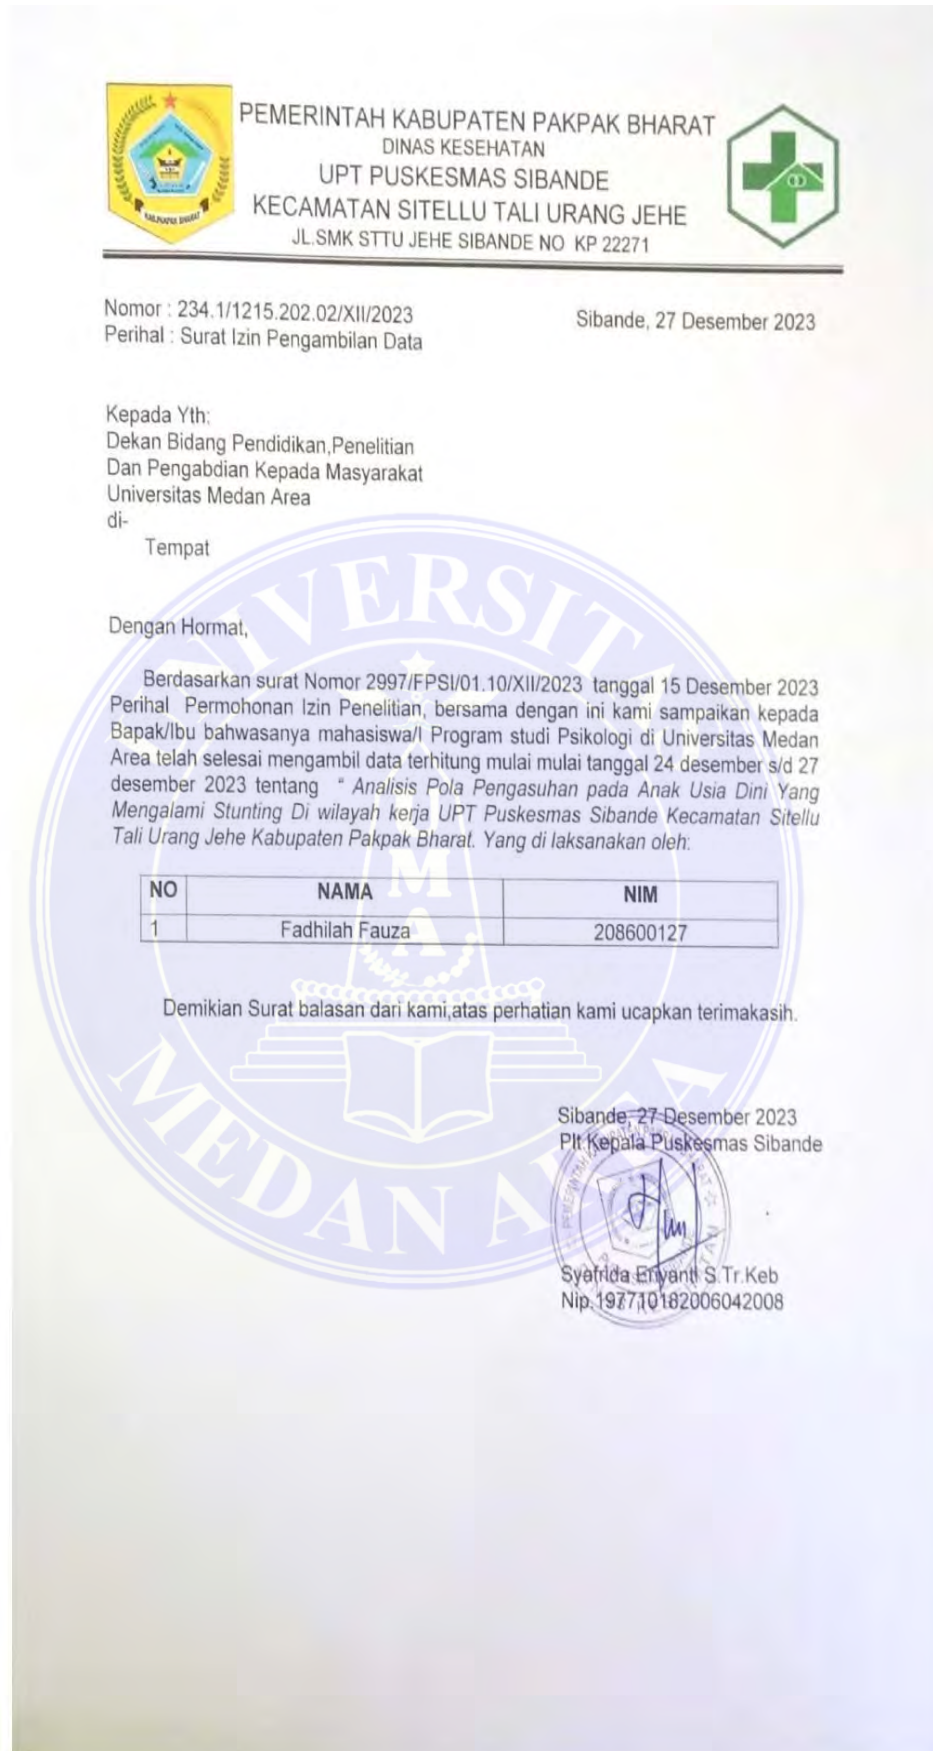 PEMERINTAH KABUPATEN PAKPAK BHARAT
DINAS KESEHATAN
UPT PUSKESMAS SIBANDE
KECAMATAN SITELLU TALI URANG JEHE
JL.SMK STTU JEHE SIBANDE NO KP 22271
Nomor : 234.1/1215.202.02/XII/2023
Sibande, 27 Desember 2023
Perihal : Surat Izin Pengambilan Data
Kepada Yth:
Dekan Bidang Pendidikan,Penelitian
Dan Pengabdian Kepada Masyarakat
Universitas Medan Area
di-
Tempat
Dengan Hormat,
Berdasarkan surat Nomor 2997/FPSI/01.10/XII/2023 tanggal 15 Desember 2023
Perihal Permohonan Izin Penelitian, bersama dengan ini kami sampaikan kepada
Bapak/Ibu bahwasanya mahasiswa/I Program studi Psikologi di Universitas Medan
Area telah selesai mengambil data terhitung mulai mulai tanggal 24 desember s/d 27
desember 2023 tentang " Analisis Pola Pengasuhan pada Anak Usia Dini Yang
Mengalami Stunting Di wilayah kerja UPT Puskesmas Sibande Kecamatan Sitellu
Tali Urang Jehe Kabupaten Pakpak Bharat. Yang di laksanakan oleh:
NO NAMA NIM
1 Fadhilah Fauza 208600127
Demikian Surat balasan dari kami,atas perhatian kami ucapkan terimakasih.
Sibande, 27 Desember 2023
Plt Kepala Puskesmas Sibande
Syafrida Eriyanti S.Tr.Keb
Nip.197710182006042008
UNIVERSITAS
MEDAN AREA
UMA